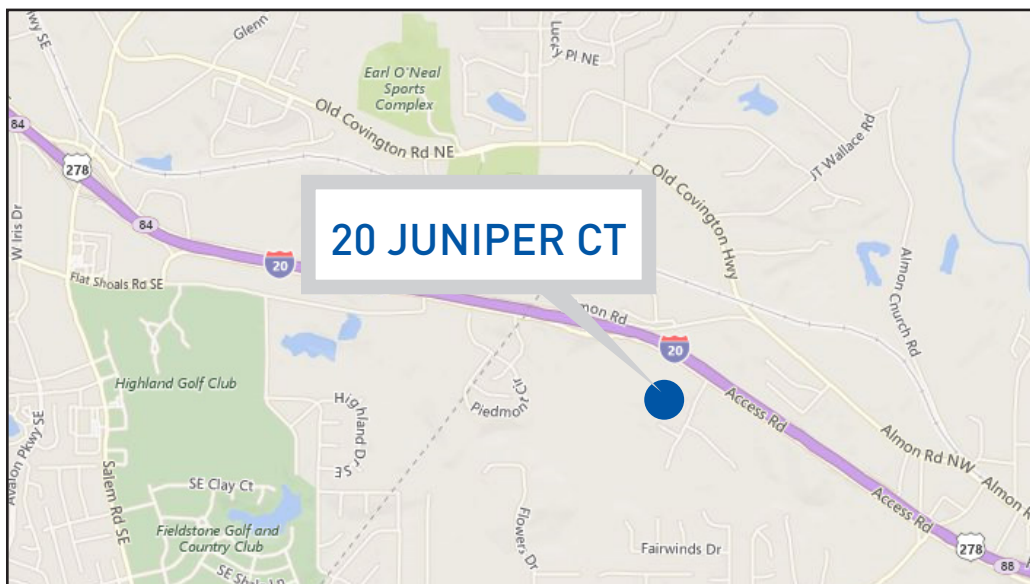 wy SE
Glenn
Lucky Pl NE
Earl O'Neal
Sports
Complex
84
Old Covington Rd NE
JT Wallace Rd
278
Old Covington Hwy
W Iris Dr
84
20 JUNIPER CT
20
Flat Shoals Rd SE
Almon Church Rd
mon Rd
20
Highland Golf Club
Highland Dr SE
Piedmont Cir
Access Rd
Avalon Pkwy SE
Salem Rd SE
SE Clay Ct
Almon Rd NW
Almon R
Access Rd
Fieldstone Golf and
Country Club
Flowers Dr
Fairwinds Dr
278
88